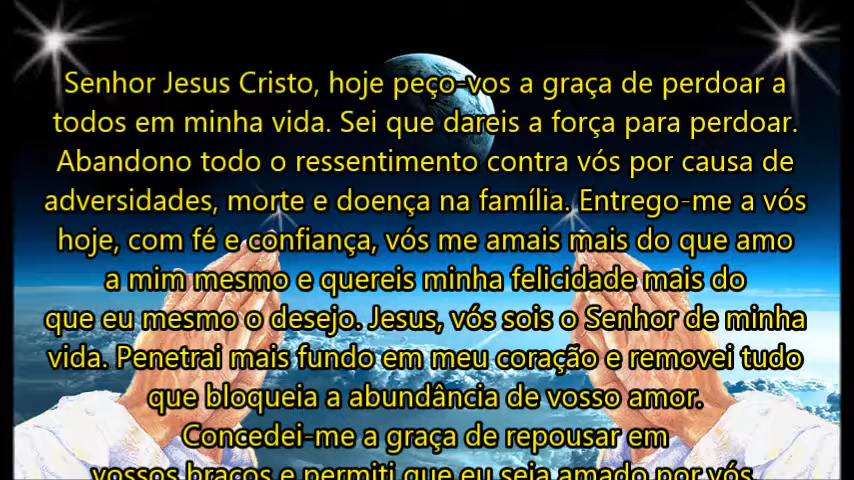 Senhor Jesus Cristo, hoje peço-vos a graça de perdoar a
todos em minha vida. Sei que dareis a força para perdoar.
Abandono todo o ressentimento contra vós por causa de
adversidades, morte e doença na família. Entrego-me a vós
hoje, com fé e confiança, vós me amais mais do que amo
a mim mesmo e quereis minha felicidade mais do
que eu mesmo o desejo. Jesus, vós sois o Senhor de minha
vida. Penetrai mais fundo em meu coração e removei tudo
que bloqueia a abundância de vosso amor.
Concedei-me a graça de repousar em
vossos braços e permiti que eu seja amado por vós